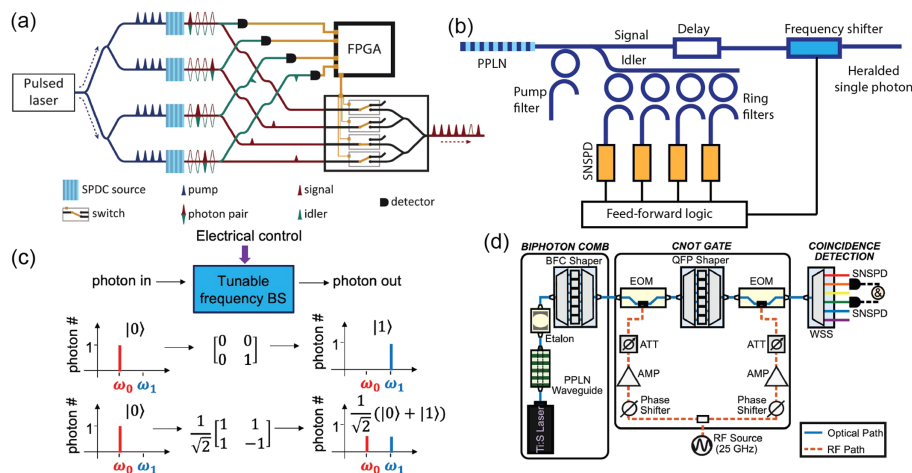 (a)
Pulsed laser
FPGA
SPDC source
pump
signal
switch
photon pair
idler
detector
(b)
PPLN
Signal
Delay
Frequency shifter
Idler
Heralded single photon
Pump filter
Ring filters
SNSPD
Feed-forward logic
(c)
Electrical control
photon in
Tunable frequency BS
photon out
photon #
1
|0⟩
ω0 ω1
[0 0
0 1]
photon #
1
|1⟩
ω0 ω1
photon #
1
|0⟩
ω0 ω1
1/√2 [1 1
1 -1]
photon #
1
1/√2 (|0⟩ + |1⟩)
ω0 ω1
(d)
BIPHOTON COMB
CNOT GATE
COINCIDENCE DETECTION
BFC Shaper
EOM
QFP Shaper
EOM
SNSPD
&
SNSPD
WSS
Etalon
PPLN Waveguide
Ti:S Laser
ATT
AMP
Phase Shifter
ATT
AMP
Phase Shifter
RF Source (25 GHz)
Optical Path
RF Path